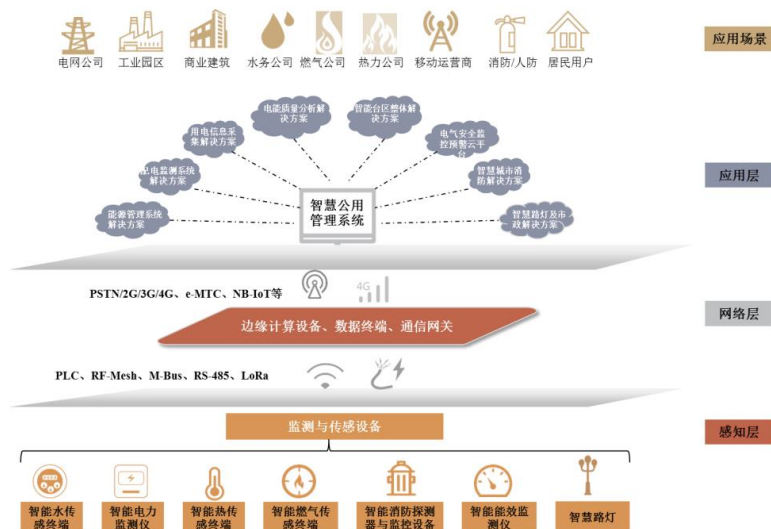 应用场景
电网公司
工业园区
商业建筑
水务公司
燃气公司
热力公司
移动运营商
消防/人防
居民用户
应用层
电能质量分析解
决方案
智能台区整体解
决方案
用电信息采
集解决方案
电气安全监
控预警云平
台
配电监测系统
解决方案
智慧城市消
防解决方案
能源管理系统
解决方案
智慧公用
管理系统
智慧路灯及市
政解决方案
PSTN/2G/3G/4G、e-MTC、NB-IoT等
4G
网络层
边缘计算设备、数据终端、通信网关
PLC、RF-Mesh、M-Bus、RS-485、LoRa
感知层
监测与传感设备
智能水传
感终端
智能电力
监测仪
智能热传
感终端
智能燃气传
感终端
智能消防探测
器与监控设备
智能能效监
测仪
智慧路灯